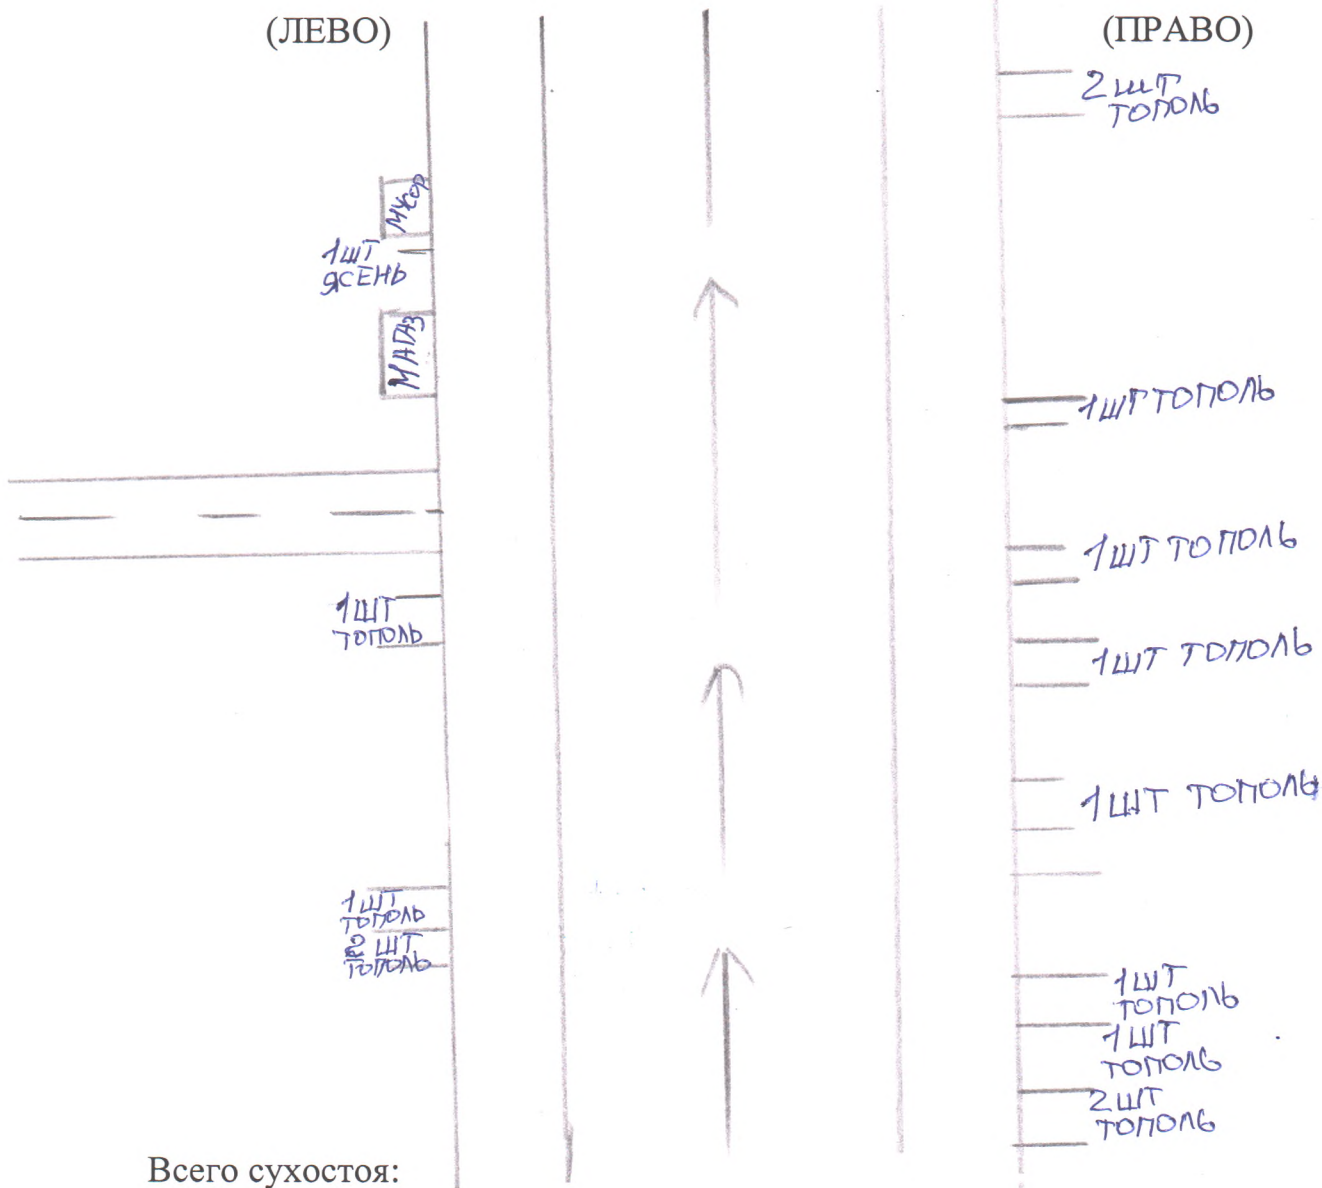 (ЛЕВО)
(ПРАВО)
2 ШТ
ТОПОЛЬ
МУСОР
1 ШТ
ЯСЕНЬ
МАГАЗ
1 ШТ ТОПОЛЬ
1 ШТ ТОПОЛЬ
1 ШТ
ТОПОЛЬ
1 ШТ ТОПОЛЬ
1 ШТ ТОПОЛЬ
1 ШТ
ТОПОЛЬ
2 ШТ
ТОПОЛЬ
1 ШТ
ТОПОЛЬ
1 ШТ
ТОПОЛЬ
2 ШТ
ТОПОЛЬ
Всего сухостоя: